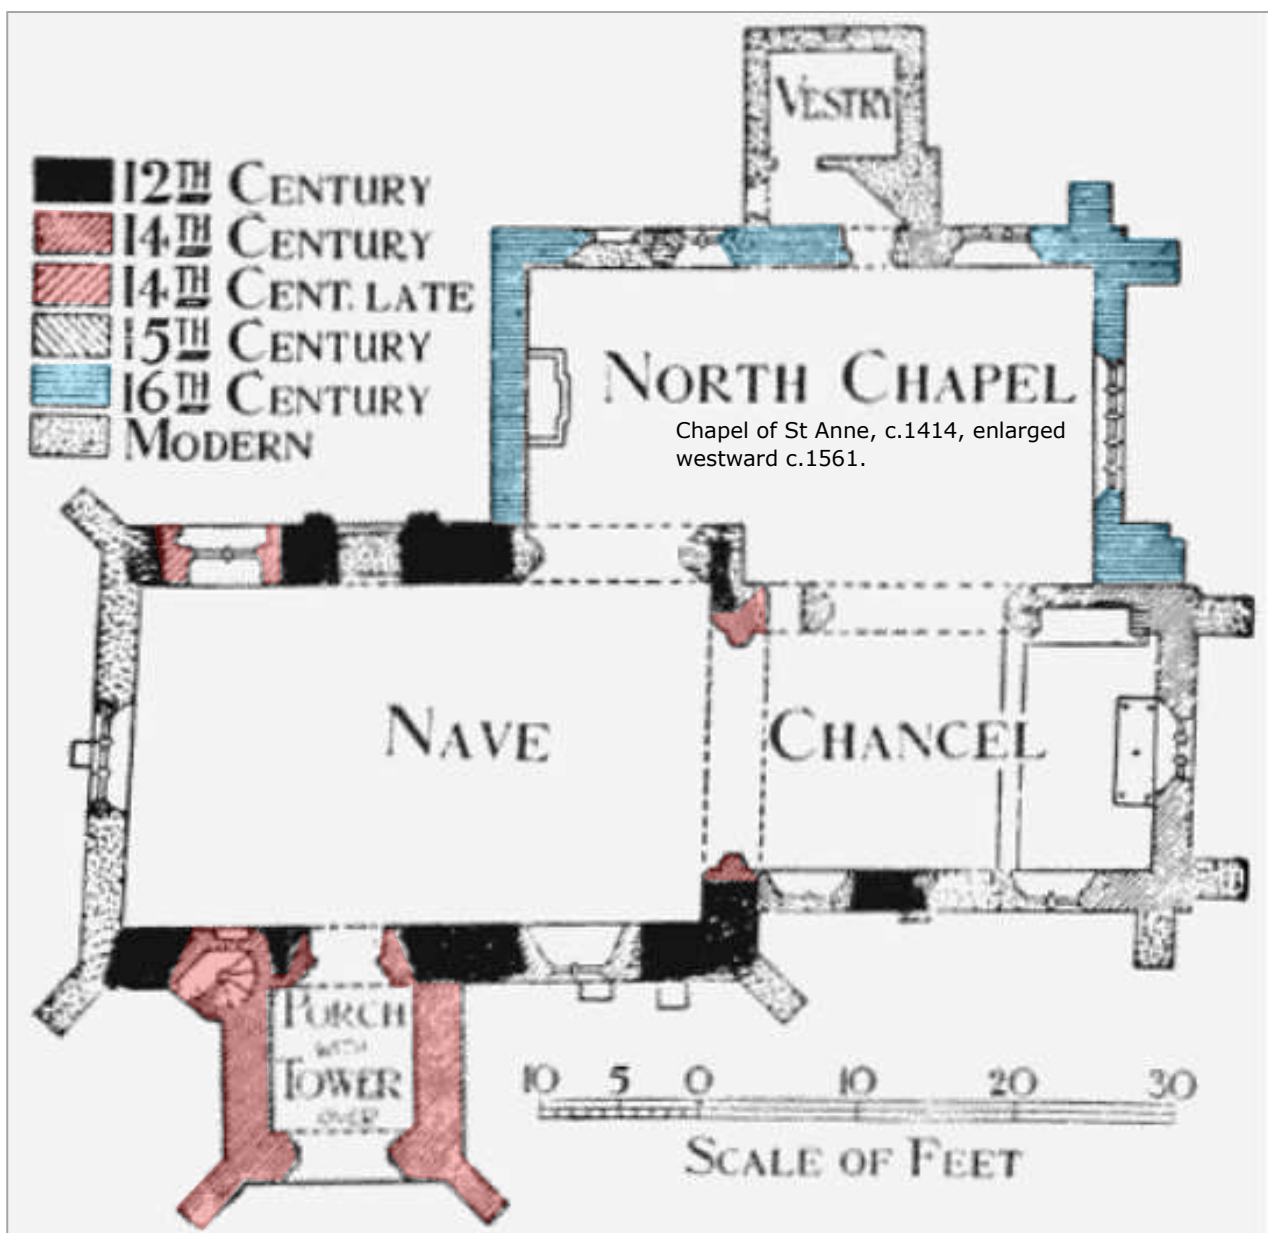 VESTRY
12TH CENTURY
14TH CENTURY
14TH CENT. LATE
15TH CENTURY
16TH CENTURY
MODERN
NORTH CHAPEL
Chapel of St Anne, c.1414, enlarged
westward c.1561.
NAVE
CHANCEL
PORCH
WITH
TOWER
OVER
10 5 0 10 20 30
SCALE OF FEET